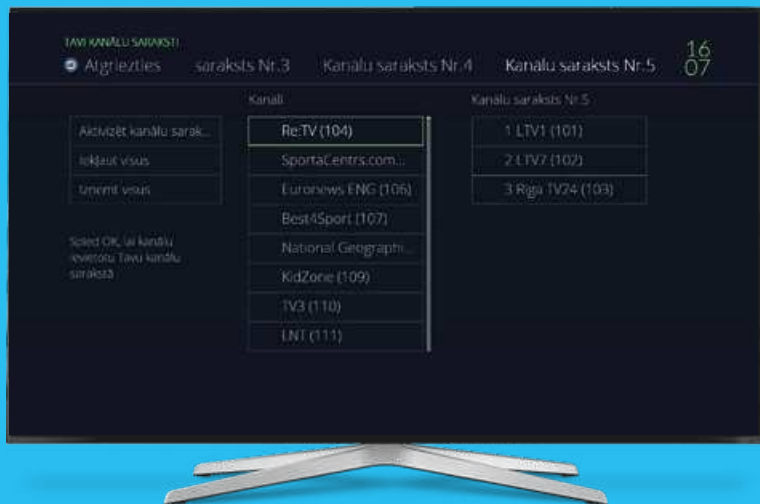 TAVI KANĀLU SARAKSTI
Atgriezties
saraksts Nr.3
Kanālu saraksts Nr.4
Kanālu saraksts Nr.5
16
07
Kanāli
Kanālu saraksts Nr.5
Aktivizēt kanālu sarak...
Iekļaut visus
Izņemt visus
Spied OK, lai kanālu
ievietotu Tavu kanālu
sarakstā
Re:TV (104)
SportaCentrs.com...
Euronews ENG (106)
Best4Sport (107)
National Geographi...
KidZone (109)
TV3 (110)
LNT (111)
1 LTV1 (101)
2 LTV7 (102)
3 Riga TV24 (103)